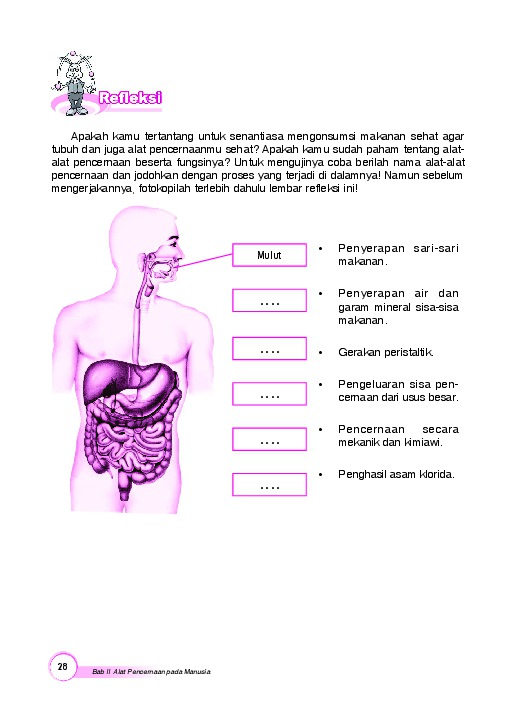 Refleksi
Apakah kamu tertantang untuk senantiasa mengonsumsi makanan sehat agar
tubuh dan juga alat pencernaanmu sehat? Apakah kamu sudah paham tentang alat-
alat pencernaan beserta fungsinya? Untuk mengujinya coba berilah nama alat-alat
pencernaan dan jodohkan dengan proses yang terjadi di dalamnya! Namun sebelum
mengerjakannya, fotokopilah terlebih dahulu lembar refleksi ini!
Mulut
. . . .
. . . .
. . . .
. . . .
. . . .
• Penyerapan sari-sari
makanan.
• Penyerapan air dan
garam mineral sisa-sisa
makanan.
• Gerakan peristaltik.
• Pengeluaran sisa pen-
cernaan dari usus besar.
• Pencernaan secara
mekanik dan kimiawi.
• Penghasil asam klorida.
28
Bab II Alat Pencernaan pada Manusia